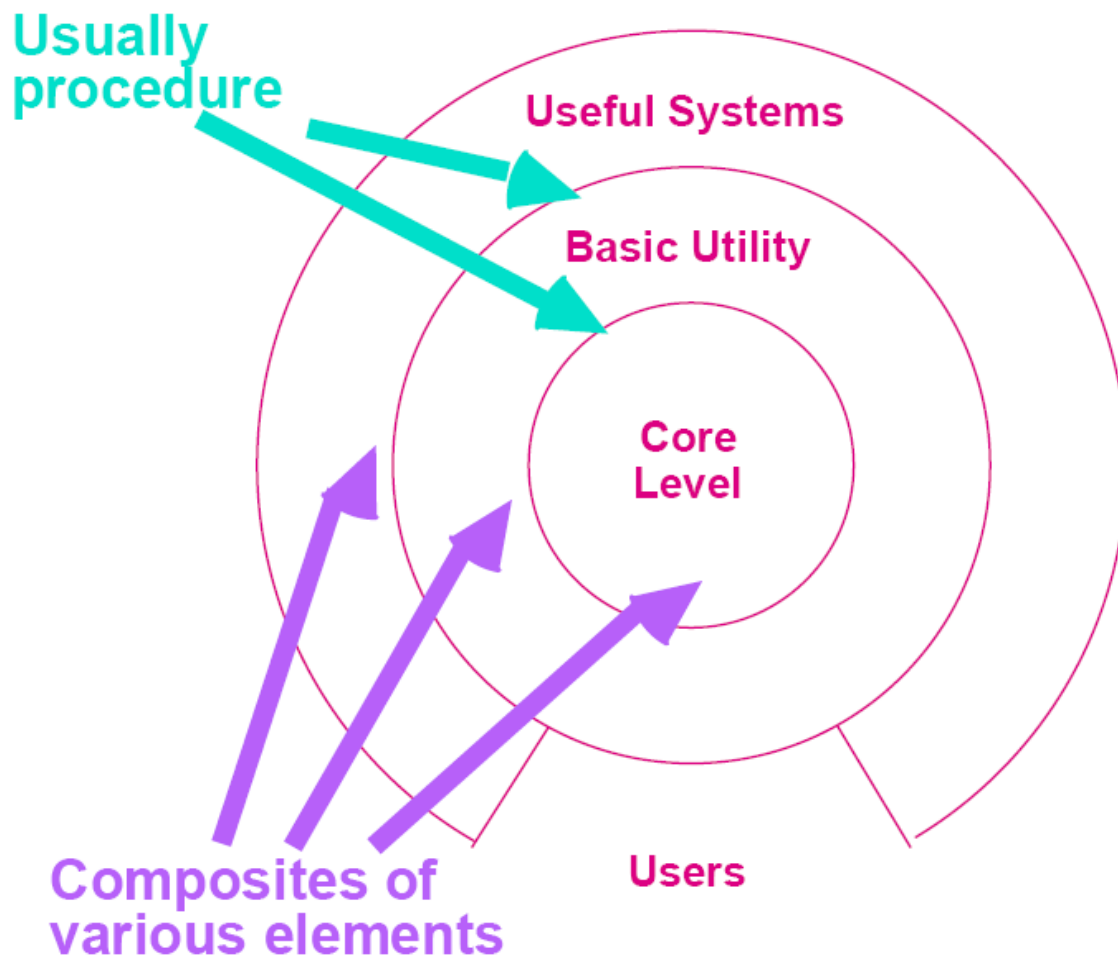 Usually
procedure
Useful Systems
Basic Utility
Core
Level
Users
Composites of
various elements